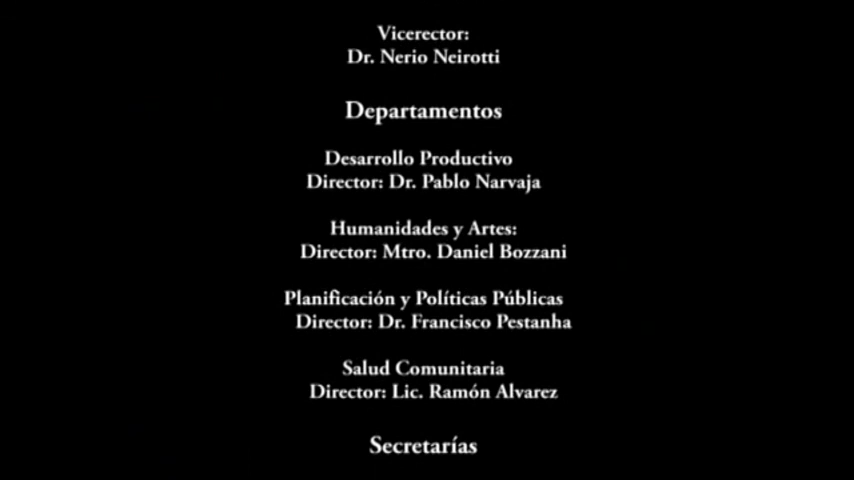 Vicerector:
Dr. Nerio Neirotti
Departamentos
Desarrollo Productivo
Director: Dr. Pablo Narvaja
Humanidades y Artes:
Director: Mtro. Daniel Bozzani
Planificación y Políticas Públicas
Director: Dr. Francisco Pestanha
Salud Comunitaria
Director: Lic. Ramón Alvarez
Secretarías